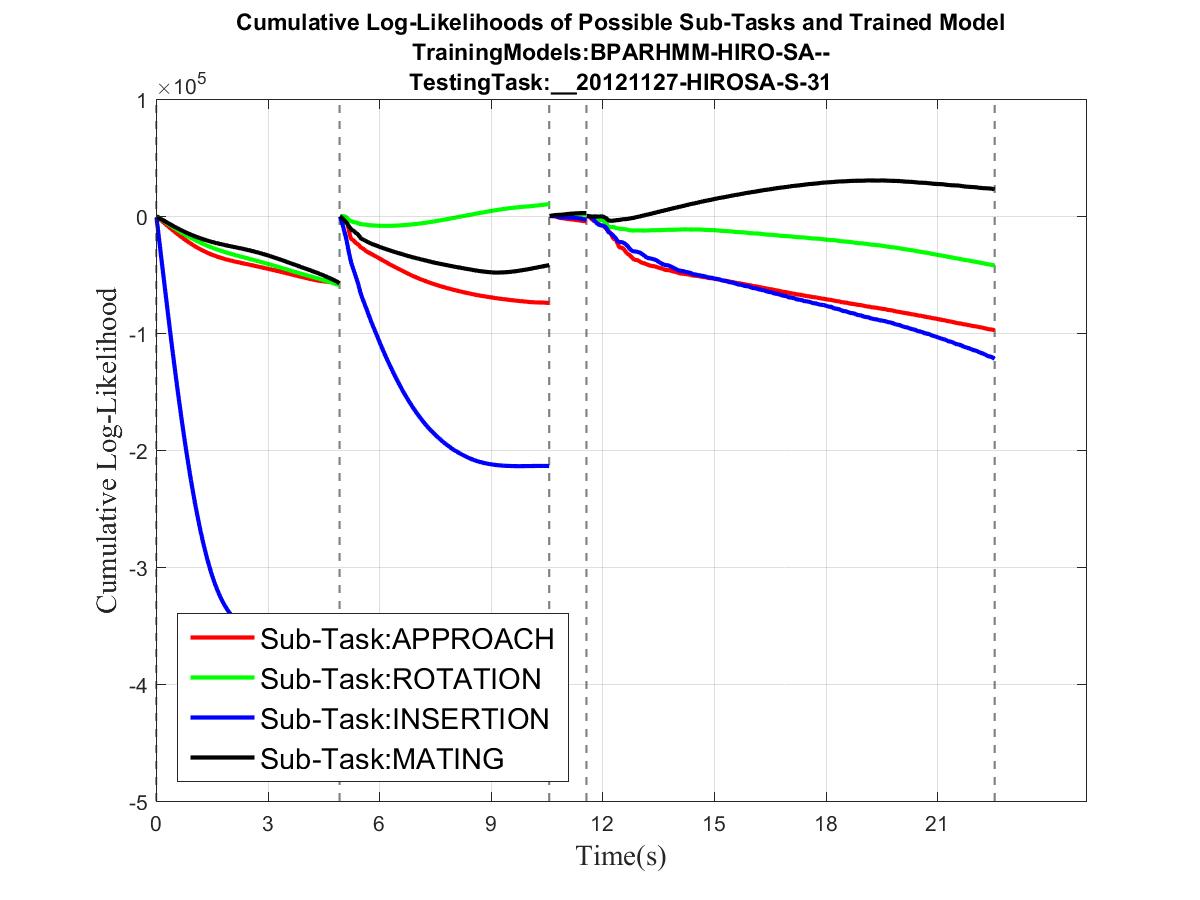 Cumulative Log-Likelihoods of Possible Sub-Tasks and Trained Model
TrainingModels:BPARHMM-HIRO-SA--
TestingTask:__20121127-HIROSA-S-31
×10^5
1
0
-1
-2
-3
-4
-5
Cumulative Log-Likelihood
Sub-Task:APPROACH
Sub-Task:ROTATION
Sub-Task:INSERTION
Sub-Task:MATING
0 3 6 9 12 15 18 21
Time(s)